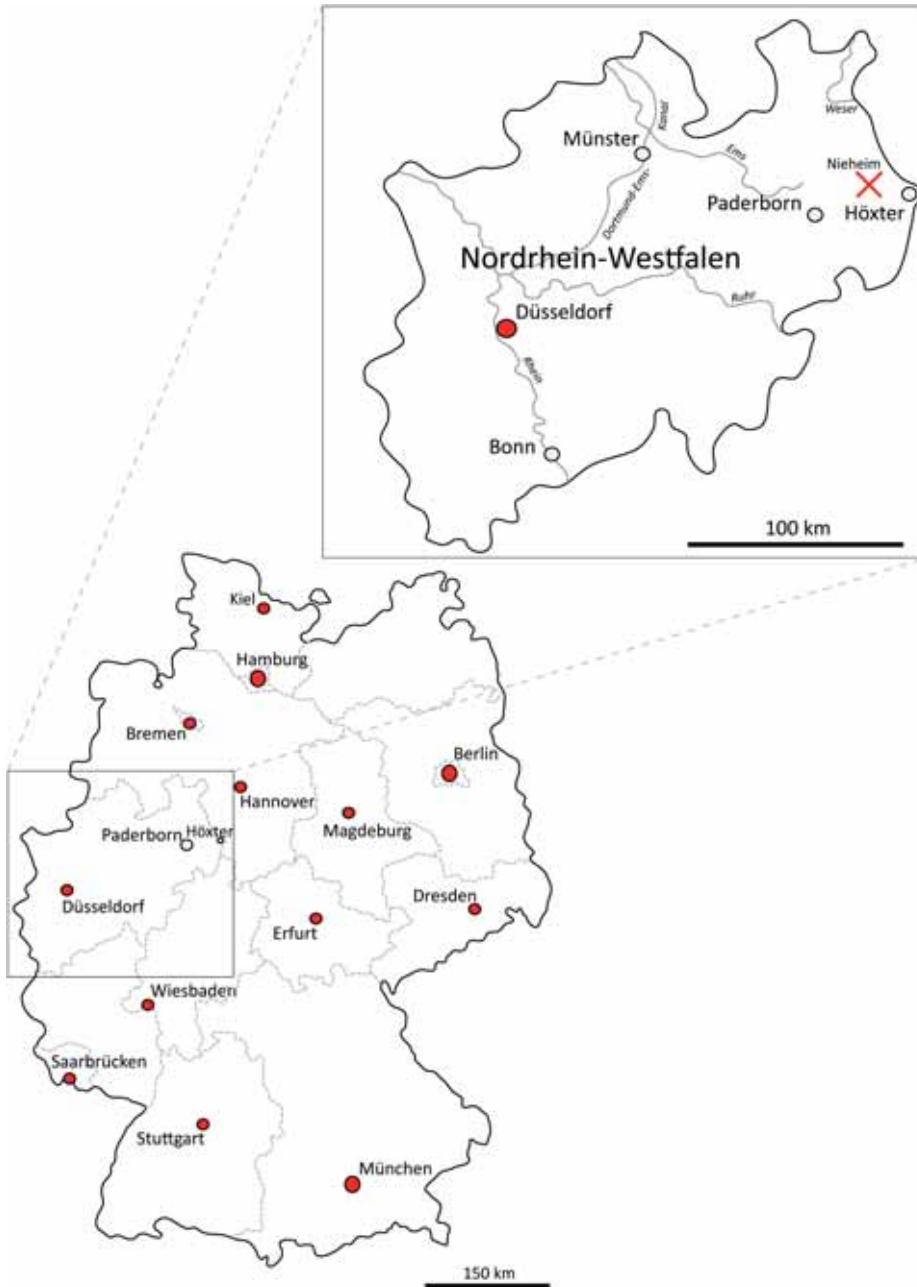 Weser
Kanal
Münster
Ems
Nieheim
Dortmund-Ems-
Paderborn
Höxter
Nordrhein-Westfalen
Ruhr
Düsseldorf
Rhein
Bonn
100 km
Kiel
Hamburg
Bremen
Berlin
Hannover
Magdeburg
Paderborn
Höxter
Düsseldorf
Dresden
Erfurt
Wiesbaden
Saarbrücken
Stuttgart
München
150 km